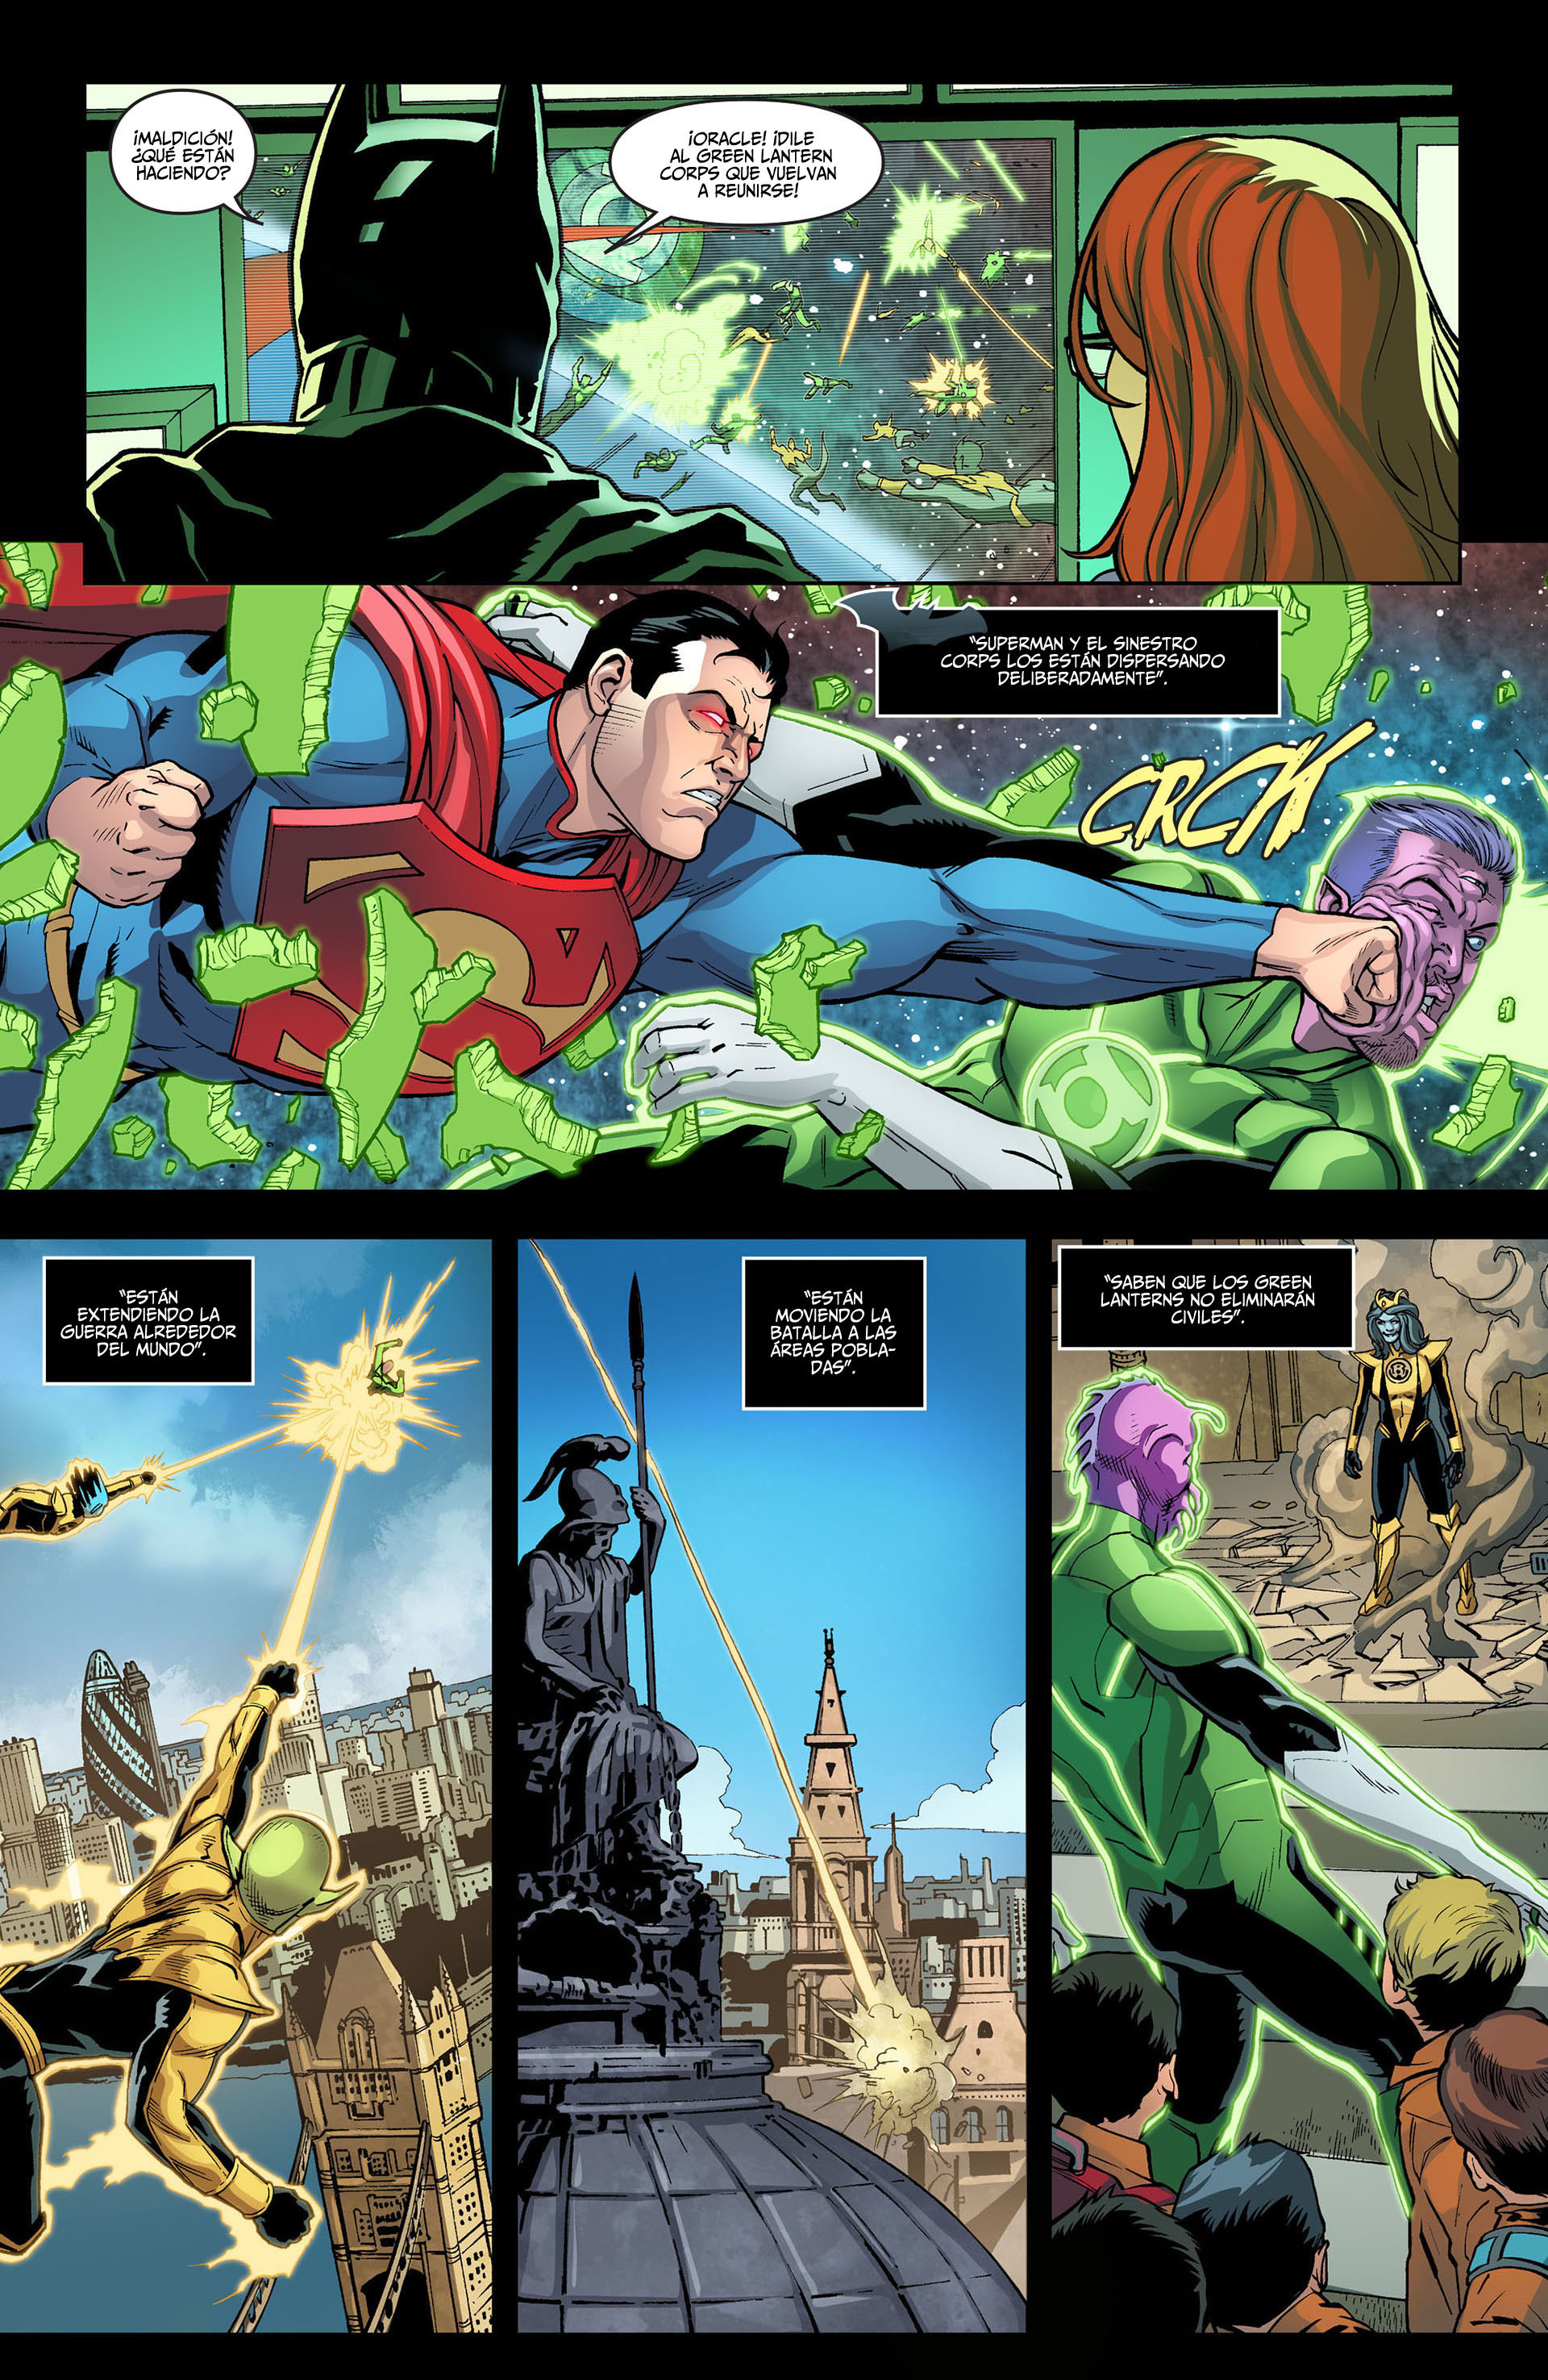 ¡MALDICIÓN!
¿QUÉ ESTÁN
HACIENDO?
¡ORACLE! ¡DILE
AL GREEN LANTERN
CORPS QUE VUELVAN
A REUNIRSE!
"SUPERMAN Y EL SINESTRO
CORPS LOS ESTÁN DISPERSANDO
DELIBERADAMENTE".
CRCK
"ESTÁN
EXTENDIENDO LA
GUERRA ALREDEDOR
DEL MUNDO".
"ESTÁN
MOVIENDO LA
BATALLA A LAS
ÁREAS POBLA-
DAS".
"SABEN QUE LOS GREEN
LANTERNS NO ELIMINARÁN
CIVILES".